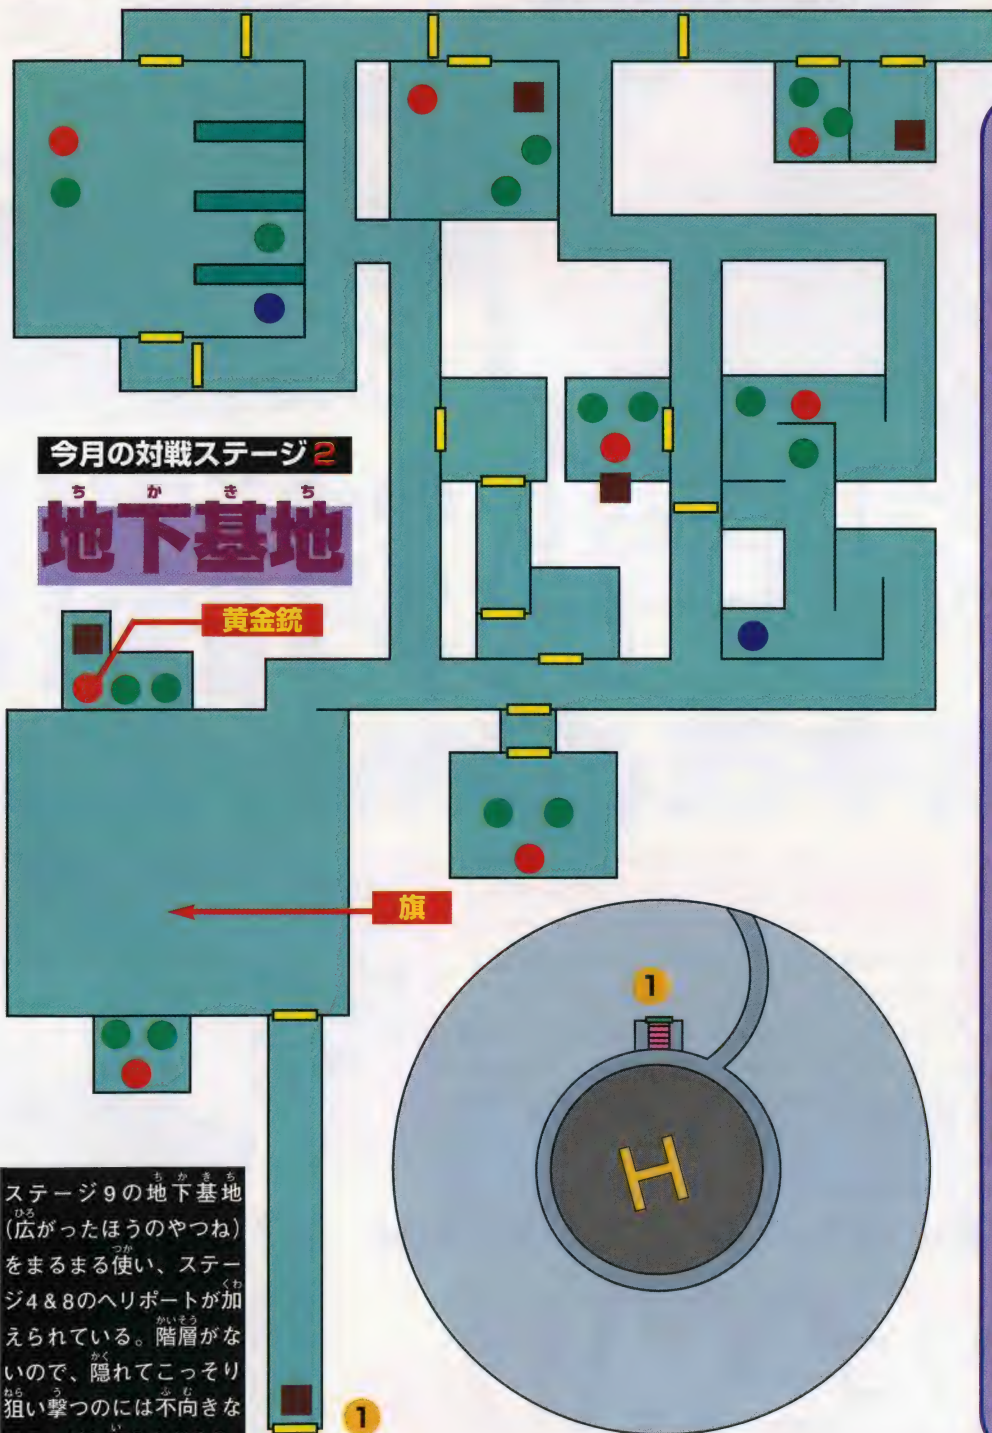 今月の対戦ステージ2
ちかきち
地下基地
黄金銃
旗
1
H
ステージ9の地下基地
(広がったほうのやつね)
をまるまる使い、ステー
ジ4&8のヘリポートが加
えられている。階層がな
いので、隠れてこっそり
狙い撃つのには不向きな
1